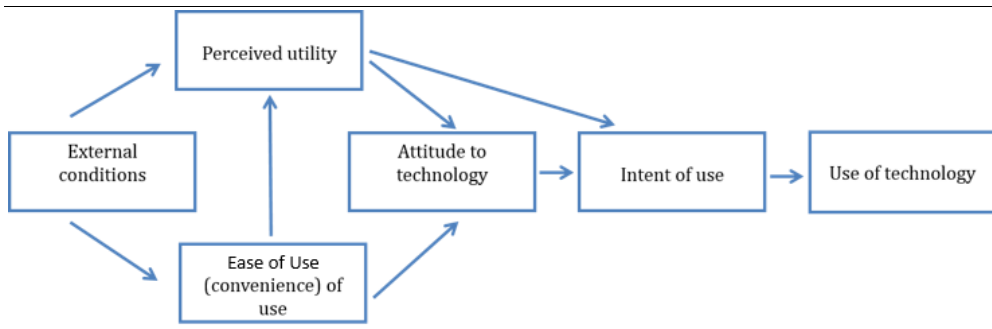 Perceived utility
External
conditions
Attitude to
technology
Intent of use
Use of technology
Ease of Use
(convenience) of
use